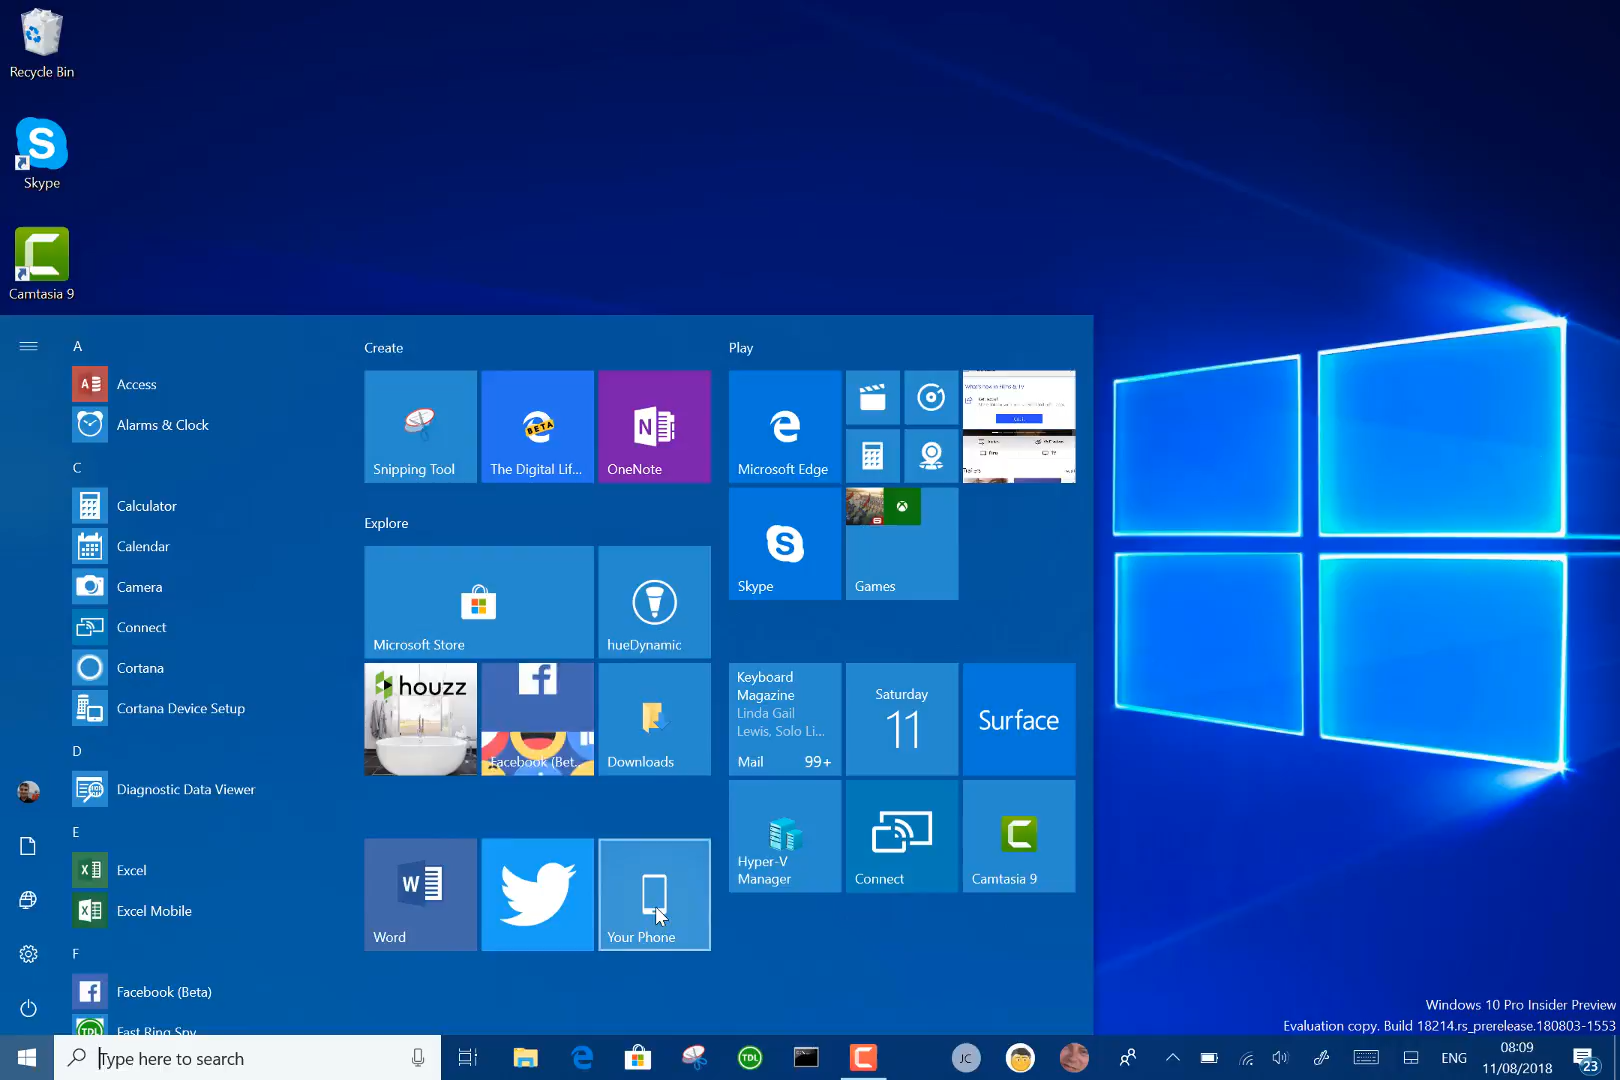 Recycle Bin
Skype
Camtasia 9
A
Access
Alarms & Clock
C
Calculator
Calendar
Camera
Connect
Cortana
Cortana Device Setup
D
Diagnostic Data Viewer
E
Excel
Excel Mobile
F
Facebook (Beta)
Fast Ring Spy
Create
Snipping Tool
BETA
The Digital Lif...
OneNote
Explore
Microsoft Store
hueDynamic
houzz
Facebook (Bet...
Downloads
Word
Your Phone
Play
Microsoft Edge
Skype
Games
Keyboard
Magazine
Linda Gail
Lewis, Solo Li...
Mail 99+
Saturday
11
Surface
Hyper-V
Manager
Connect
Camtasia 9
Windows 10 Pro Insider Preview
Evaluation copy. Build 18214.rs_prerelease.180803-1553
Type here to search
TDL
JC
ENG
08:09
11/08/2018
23